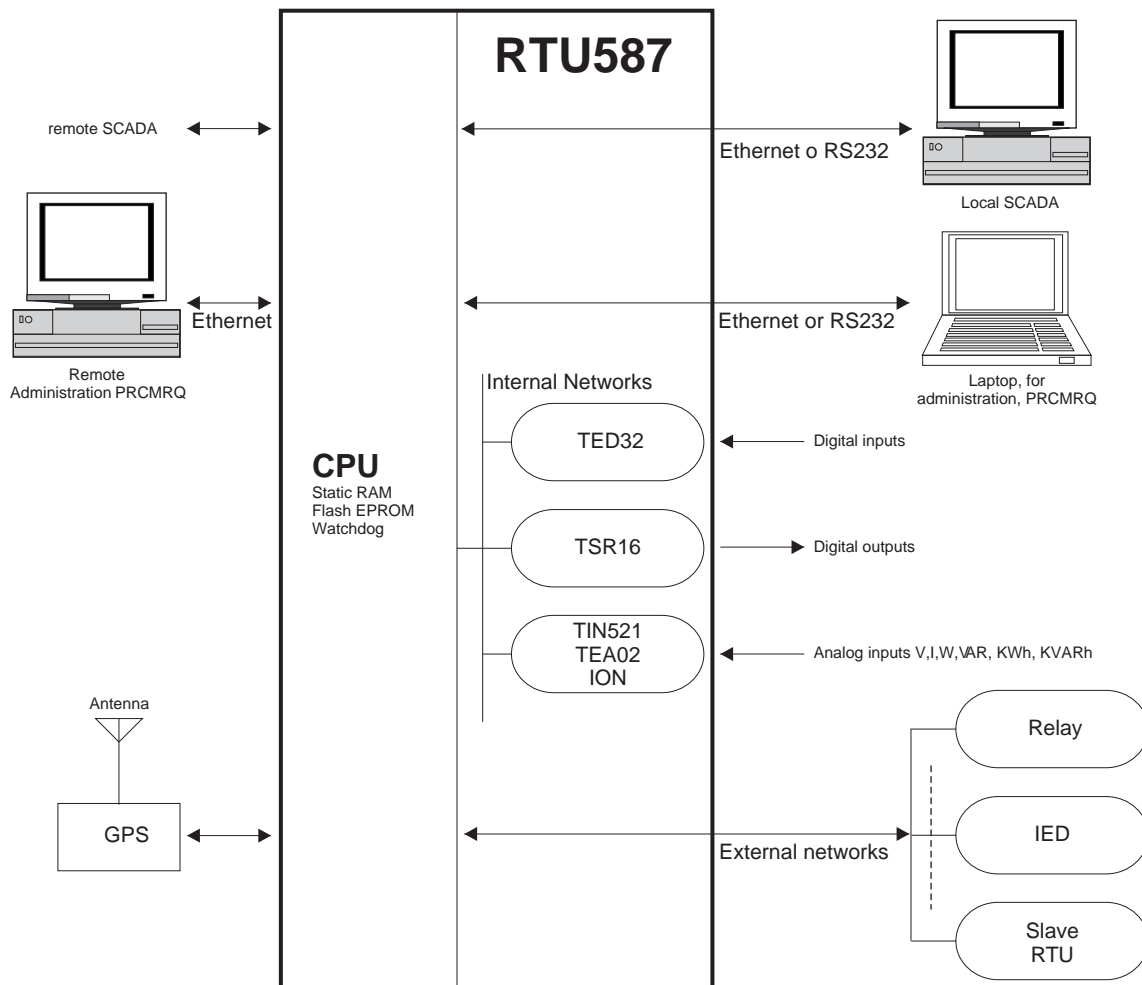 RTU587
remote SCADA
Ethernet o RS232
Local SCADA
Ethernet
Remote
Administration PRCMRQ
Ethernet or RS232
Laptop, for
administration, PRCMRQ
Internal Networks
TED32
Digital inputs
CPU
Static RAM
Flash EPROM
Watchdog
TSR16
Digital outputs
TIN521
TEA02
ION
Analog inputs V,I,W,VAR, KWh, KVARh
Antenna
GPS
External networks
Relay
IED
Slave
RTU